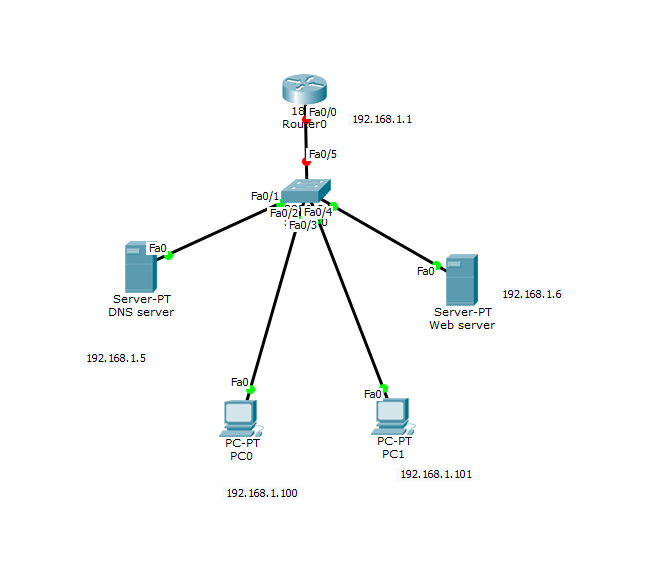 Fa0/0
18
Router0
192.168.1.1
Fa0/5
Fa0/1
Fa0/2
Fa0/4
Fa0/3
Fa0
Server-PT
DNS server
192.168.1.5
Fa0
Server-PT
Web server
192.168.1.6
Fa0
PC-PT
PC0
192.168.1.100
Fa0
PC-PT
PC1
192.168.1.101